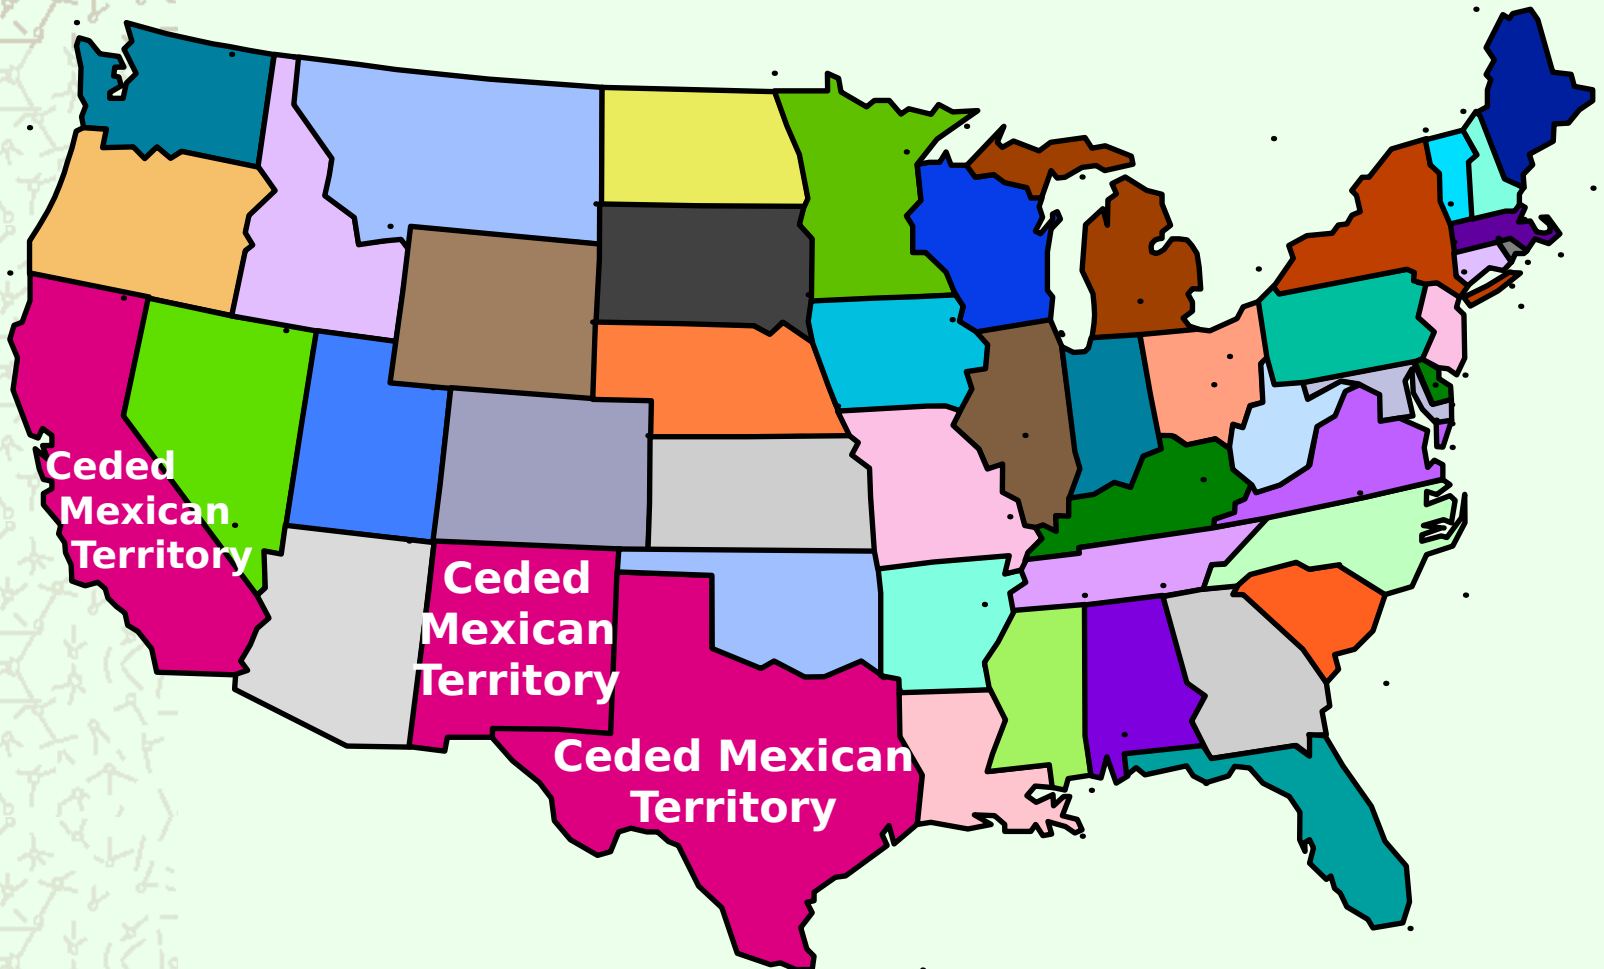 Ceded
Mexican
Territory
Ceded
Mexican
Territory
Ceded Mexican
Territory